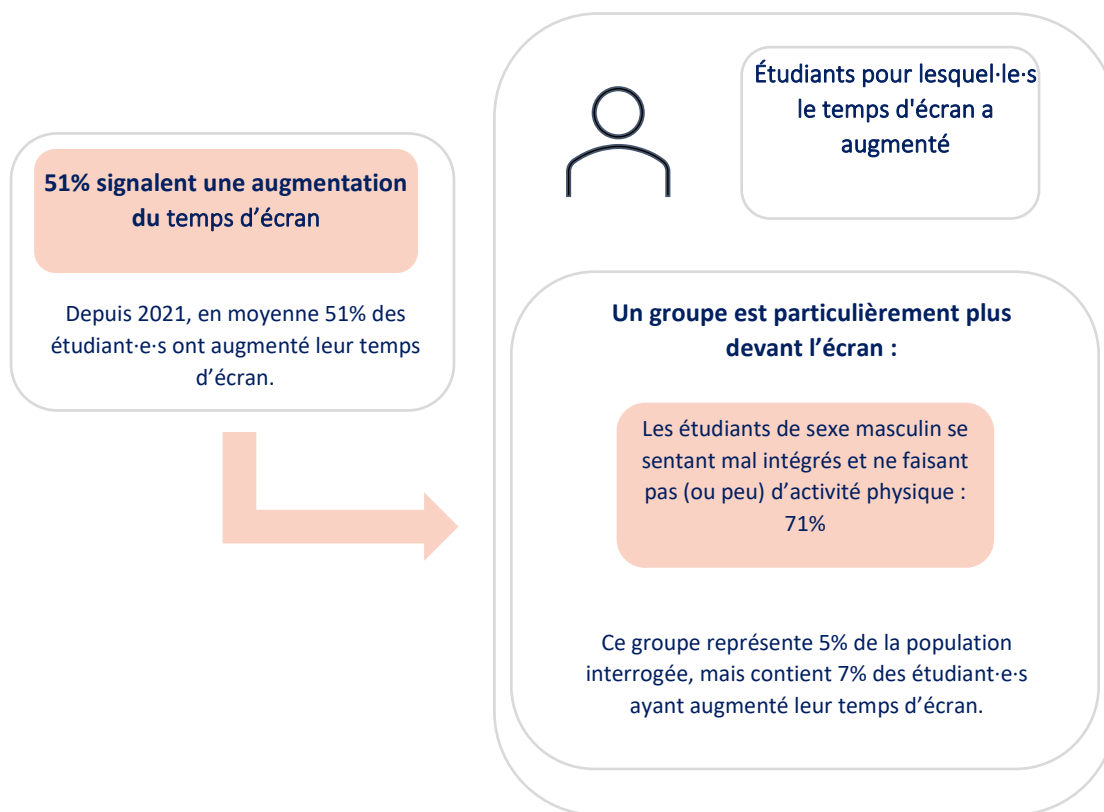 51% signalent une augmentation
du temps d’écran
Depuis 2021, en moyenne 51% des
étudiant·e·s ont augmenté leur temps
d’écran.
Étudiants pour lesquel·le·s
le temps d'écran a
augmenté
Un groupe est particulièrement plus
devant l’écran :
Les étudiants de sexe masculin se
sentant mal intégrés et ne faisant
pas (ou peu) d’activité physique :
71%
Ce groupe représente 5% de la population
interrogée, mais contient 7% des étudiant·e·s
ayant augmenté leur temps d’écran.